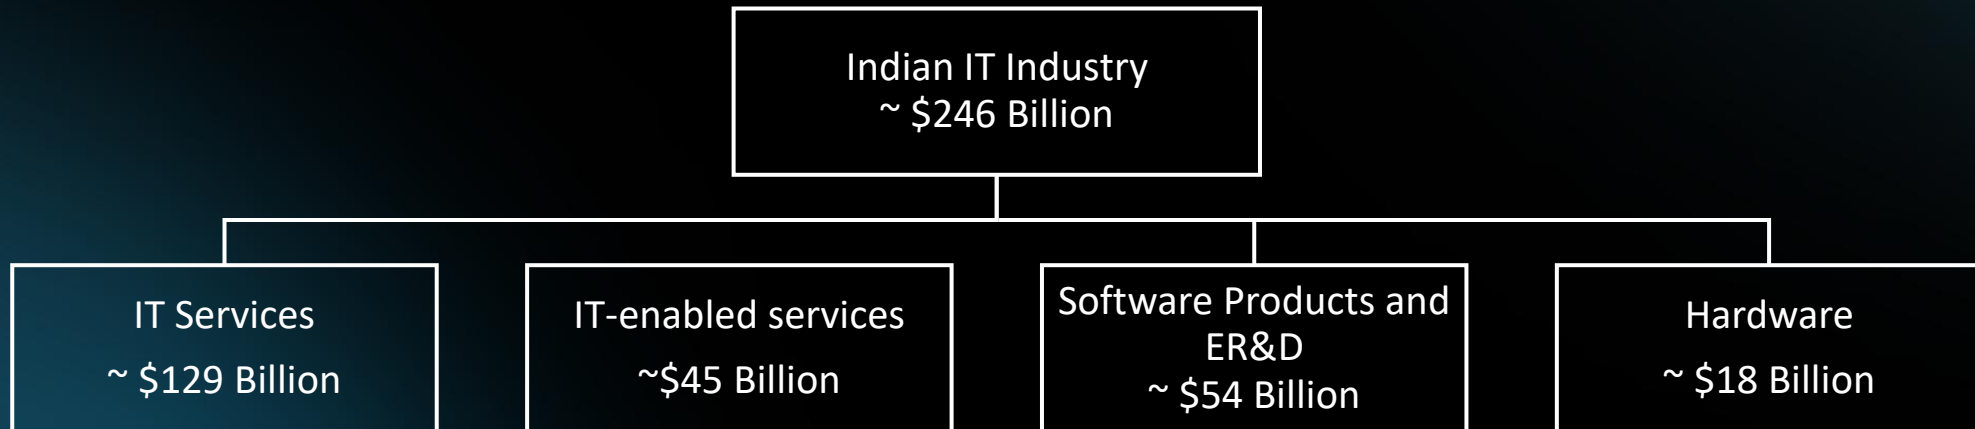 Indian IT Industry
~ $246 Billion
IT Services
~ $129 Billion
IT-enabled services
~$45 Billion
Software Products and
ER&D
~ $54 Billion
Hardware
~ $18 Billion